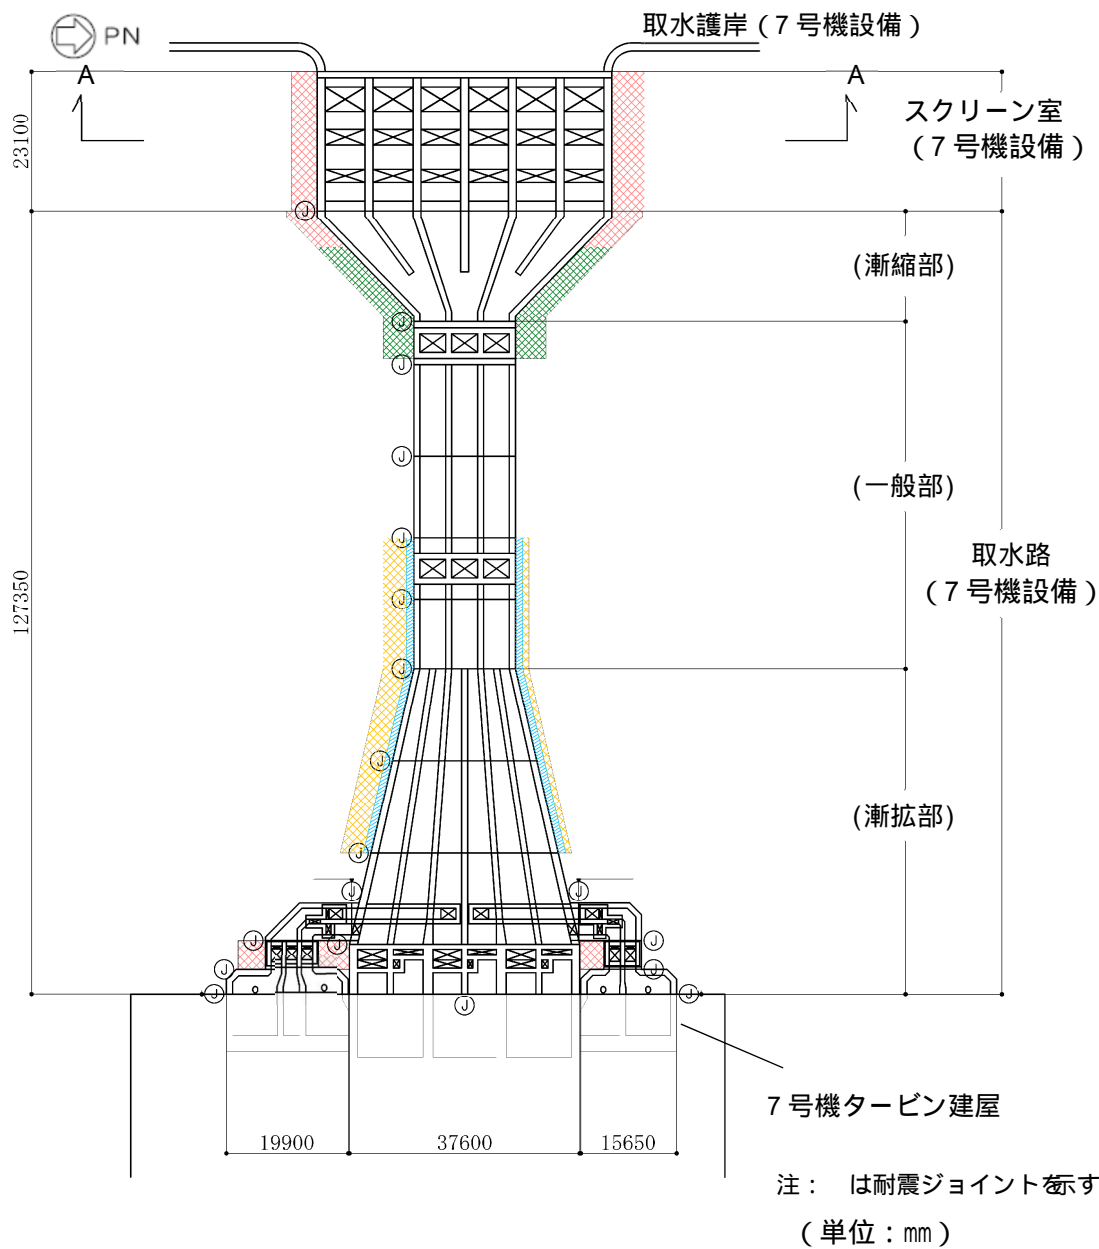 PN
取水護岸（７号機設備）
A
A
スクリーン室
（７号機設備）
23100
J
(漸縮部)
J
J
J
(一般部)
J
取水路
（７号機設備）
127350
J
J
J
(漸拡部)
J
J
J
J
J
J
J
J
J
J
J
J
７号機タービン建屋
19900
37600
15650
注：　は耐震ジョイントを示す
（単位：㎜）